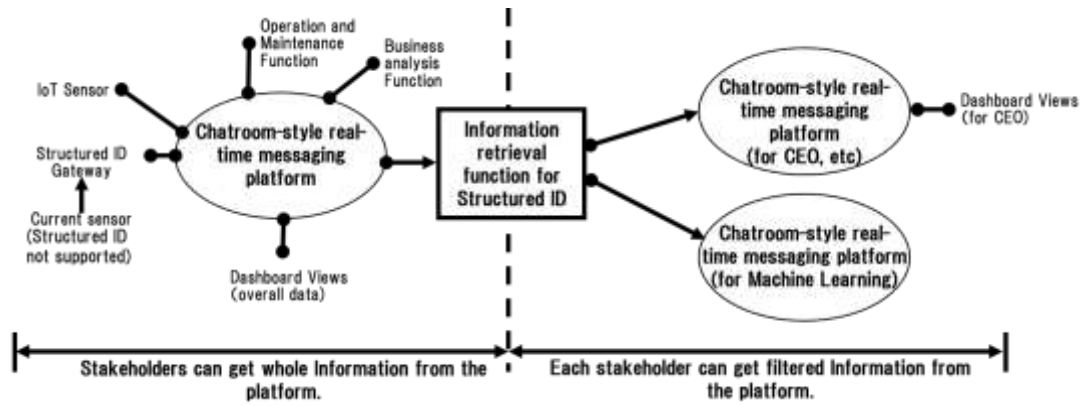 Operation and
Maintenance
Function
Business
analysis
Function
IoT Sensor
Chatroom-style real-
time messaging
platform
Structured ID
Gateway
Current sensor
(Structured ID
not supported)
Dashboard Views
(overall data)
Information
retrieval
function for
Structured ID
Chatroom-style real-
time messaging
platform
(for CEO, etc)
Dashboard Views
(for CEO)
Chatroom-style real-
time messaging platform
(for Machine Learning)
Stakeholders can get whole Information from the
platform.
Each stakeholder can get filtered Information from
the platform.